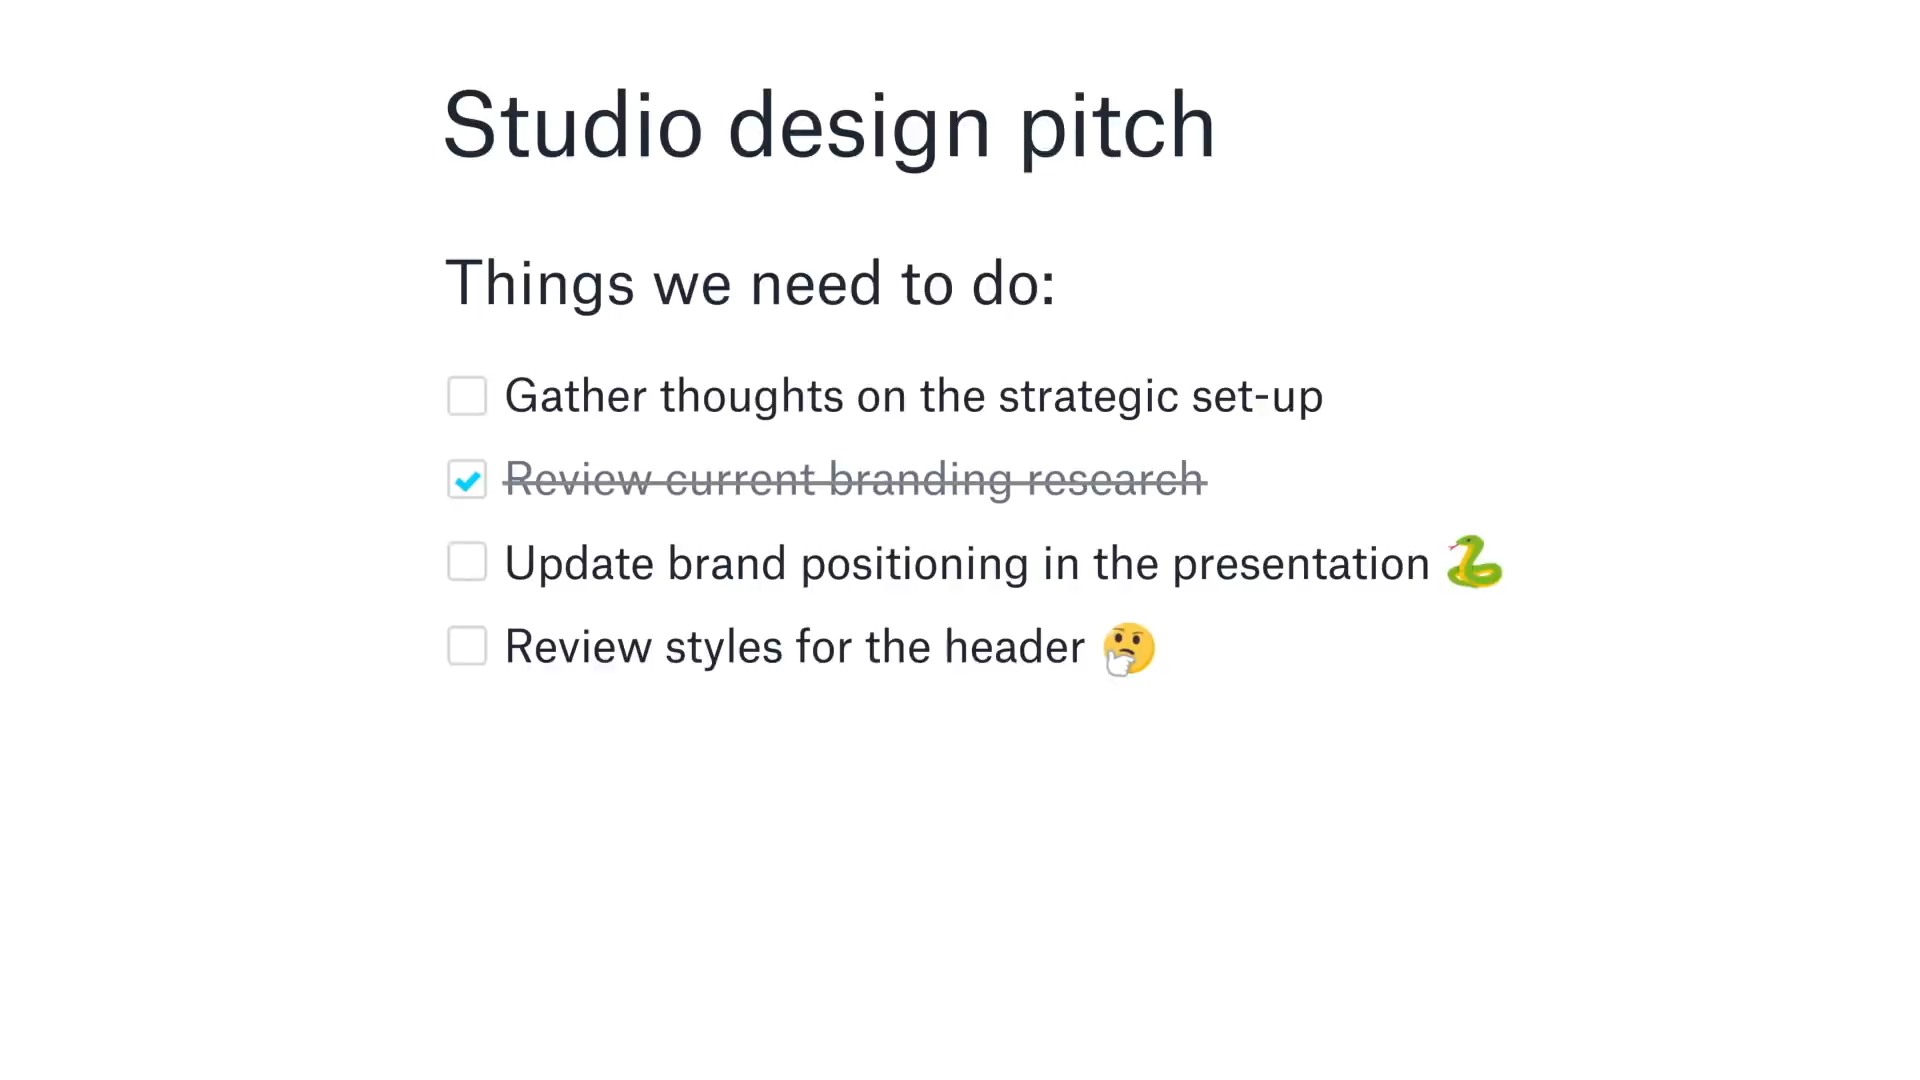 Studio design pitch
Things we need to do:
Gather thoughts on the strategic set-up
Review current branding research
Update brand positioning in the presentation 🐍
Review styles for the header 🤔